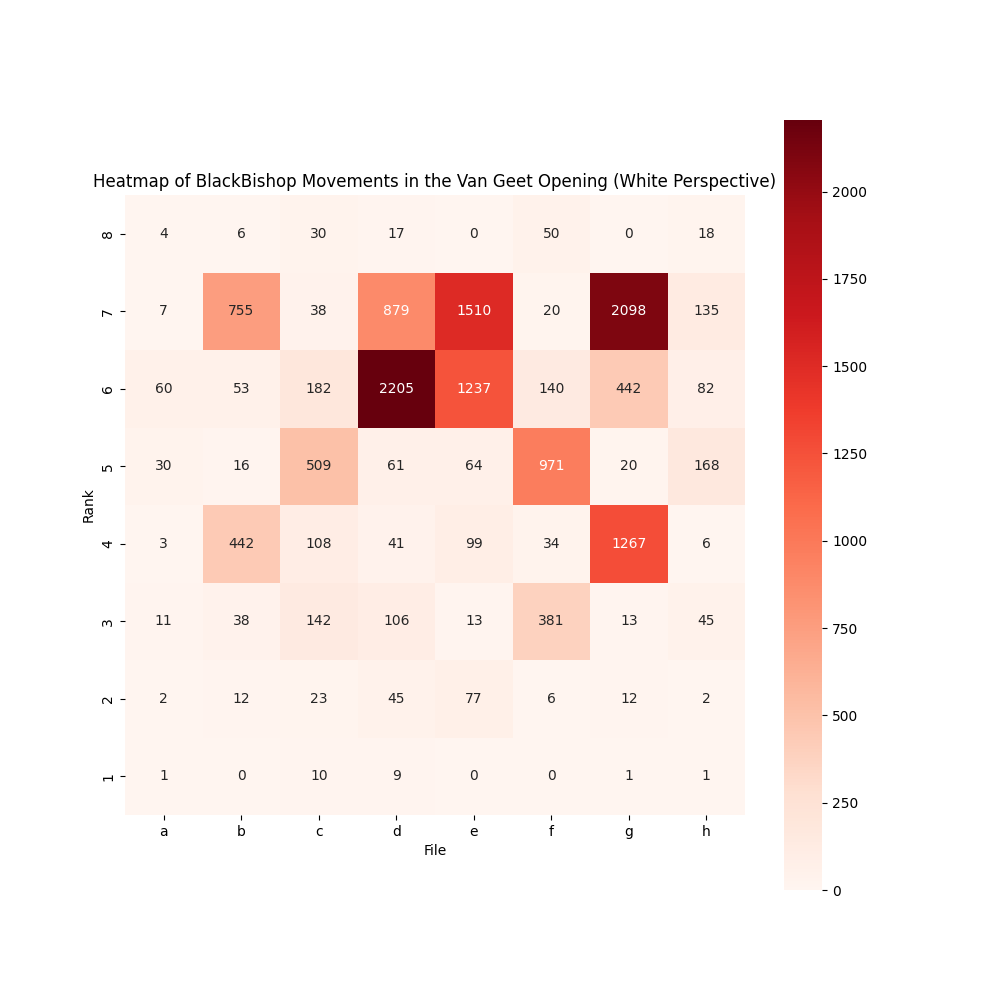 Heatmap of BlackBishop Movements in the Van Geet Opening (White Perspective)
8 4 6 30 17 0 50 0 18
7 7 755 38 879 1510 20 2098 135
6 60 53 182 2205 1237 140 442 82
5 30 16 509 61 64 971 20 168
4 3 442 108 41 99 34 1267 6
3 11 38 142 106 13 381 13 45
2 2 12 23 45 77 6 12 2
1 1 0 10 9 0 0 1 1
a b c d e f g h
Rank
File
2000
1750
1500
1250
1000
750
500
250
0